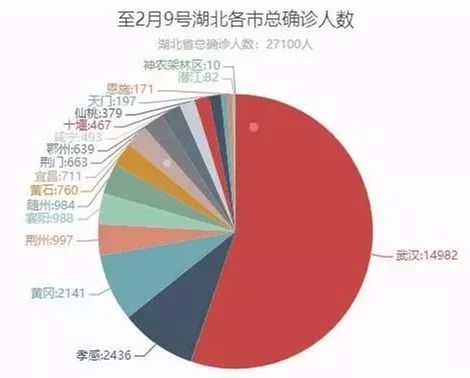 至2月9号湖北各市总确诊人数
湖北省总确诊人数：27100人
神农架林区:10
潜江:82
恩施:171
天门:197
仙桃:379
十堰:467
咸宁:493
鄂州:639
荆门:663
宜昌:711
黄石:760
随州:984
襄阳:988
荆州:997
黄冈:2141
孝感:2436
武汉:14982